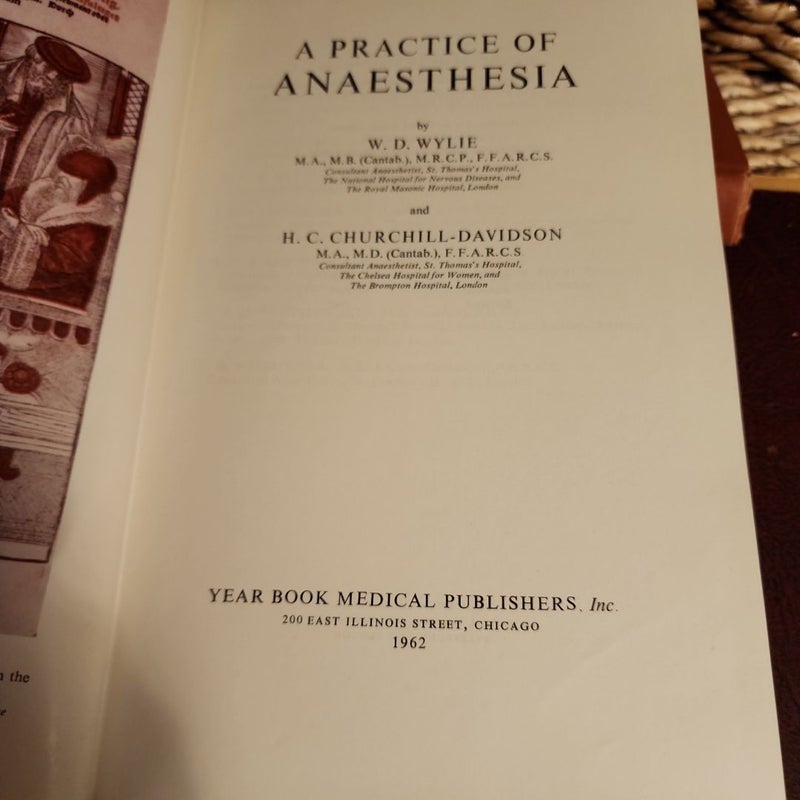 A PRACTICE OF
ANAESTHESIA
by
W. D. WYLIE
M.A., M.B. (Cantab.), M.R.C.P., F.F.A.R.C.S.
Consultant Anaesthetist, St. Thomas's Hospital,
The National Hospital for Nervous Diseases, and
The Royal Masonic Hospital, London
and
H. C. CHURCHILL-DAVIDSON
M.A., M.D. (Cantab.), F.F.A.R.C.S
Consultant Anaesthetist, St. Thomas's Hospital,
The Chelsea Hospital for Women, and
The Brompton Hospital, London
YEAR BOOK MEDICAL PUBLISHERS, Inc.
200 EAST ILLINOIS STREET, CHICAGO
1962
the